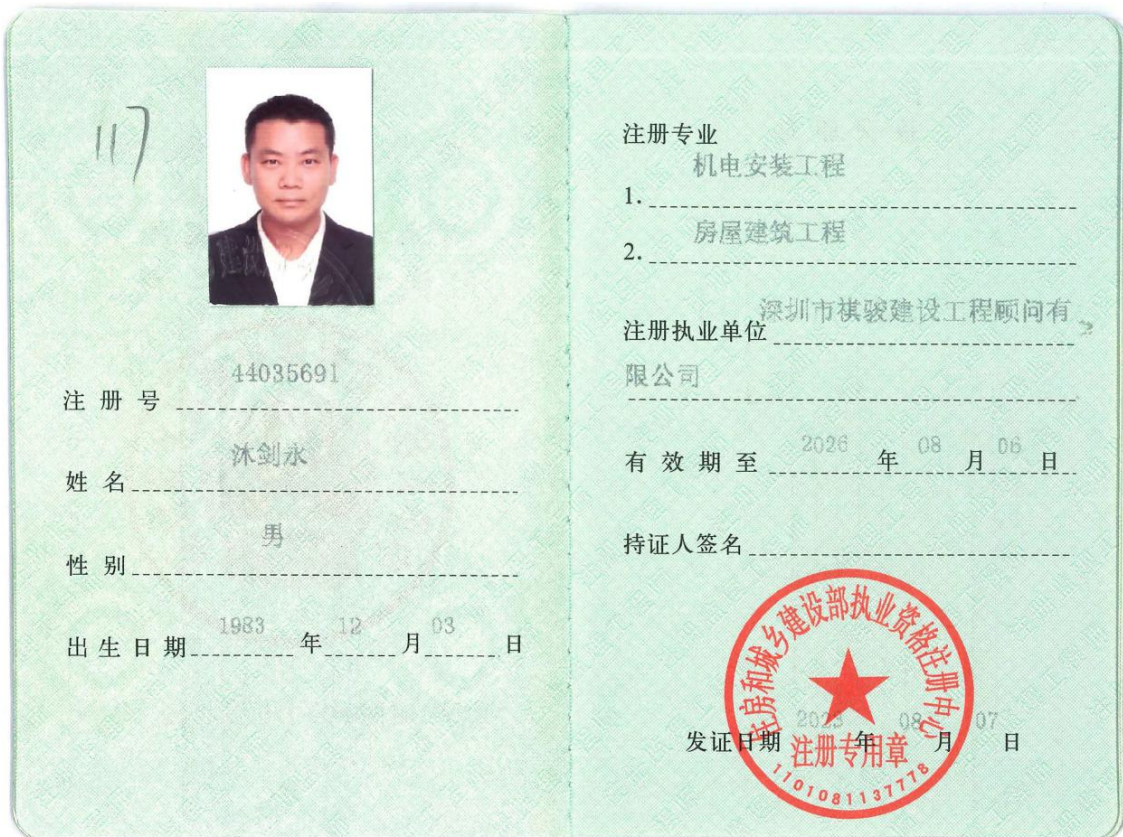 117
注册号 44035691
姓名 沐剑永
性别 男
出生日期 1983 年 12 月 03 日
注册专业
1. 机电安装工程
2. 房屋建筑工程
注册执业单位 深圳市祺骏建设工程顾问有
限公司
有效期至 2026 年 08 月 06 日
持证人签名
住房和城乡建设部执业资格注册中心
发证日期 2023 年 08 月 07 日
注册专用章
1101081137778